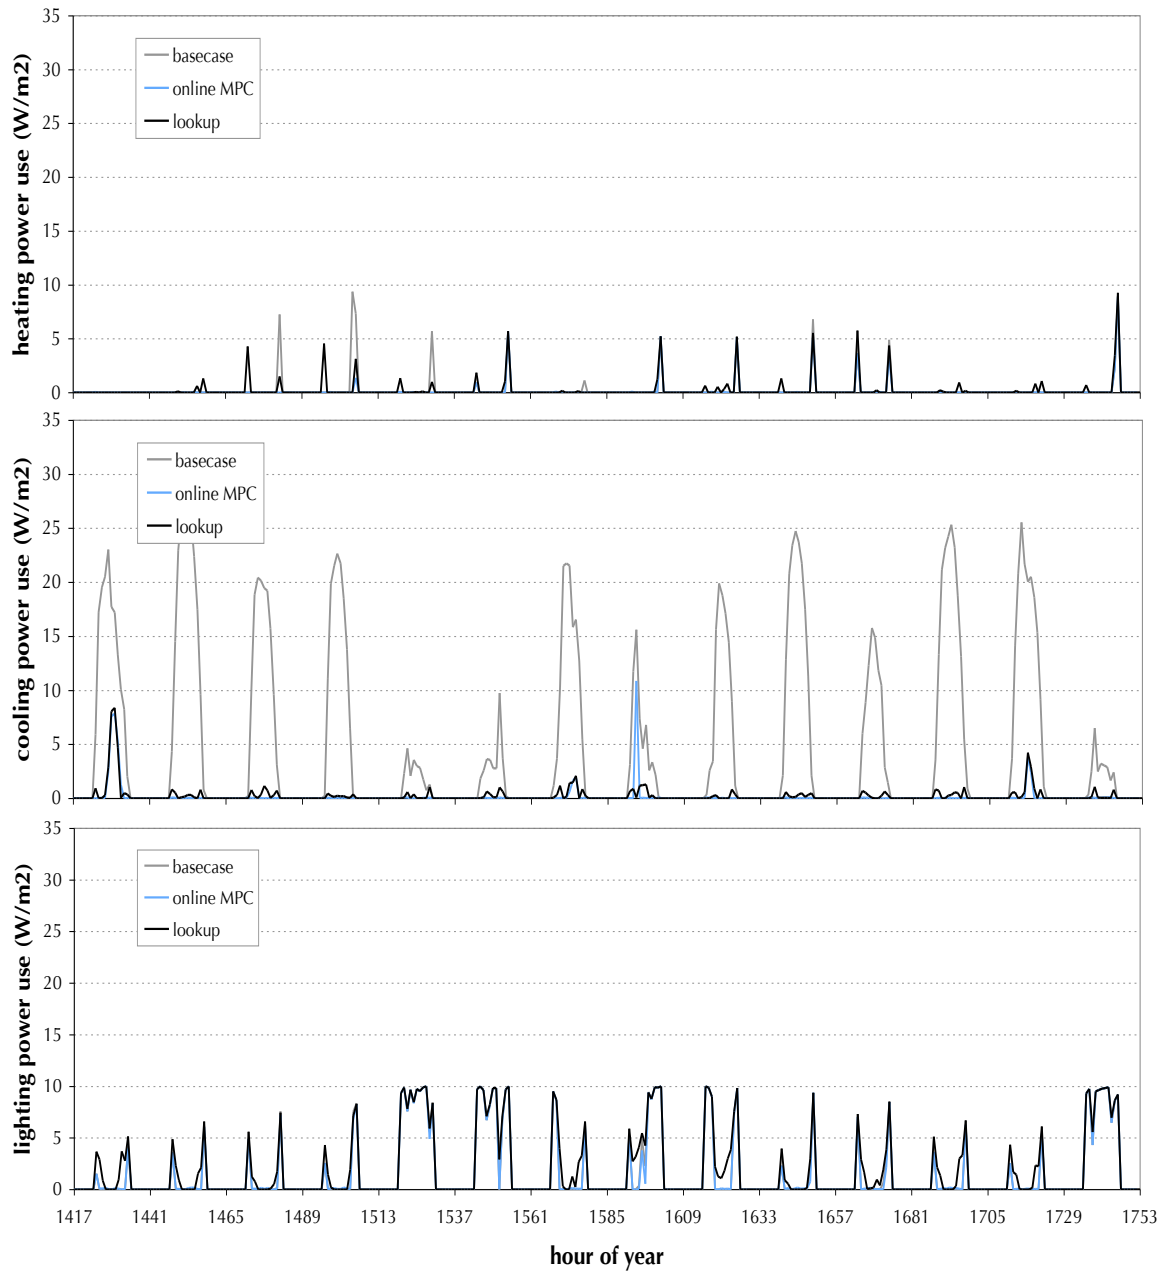 heating power use (W/m2)
35
30
25
20
15
10
5
0
basecase
online MPC
lookup
cooling power use (W/m2)
35
30
25
20
15
10
5
0
basecase
online MPC
lookup
lighting power use (W/m2)
35
30
25
20
15
10
5
0
basecase
online MPC
lookup
1417 1441 1465 1489 1513 1537 1561 1585 1609 1633 1657 1681 1705 1729 1753
hour of year